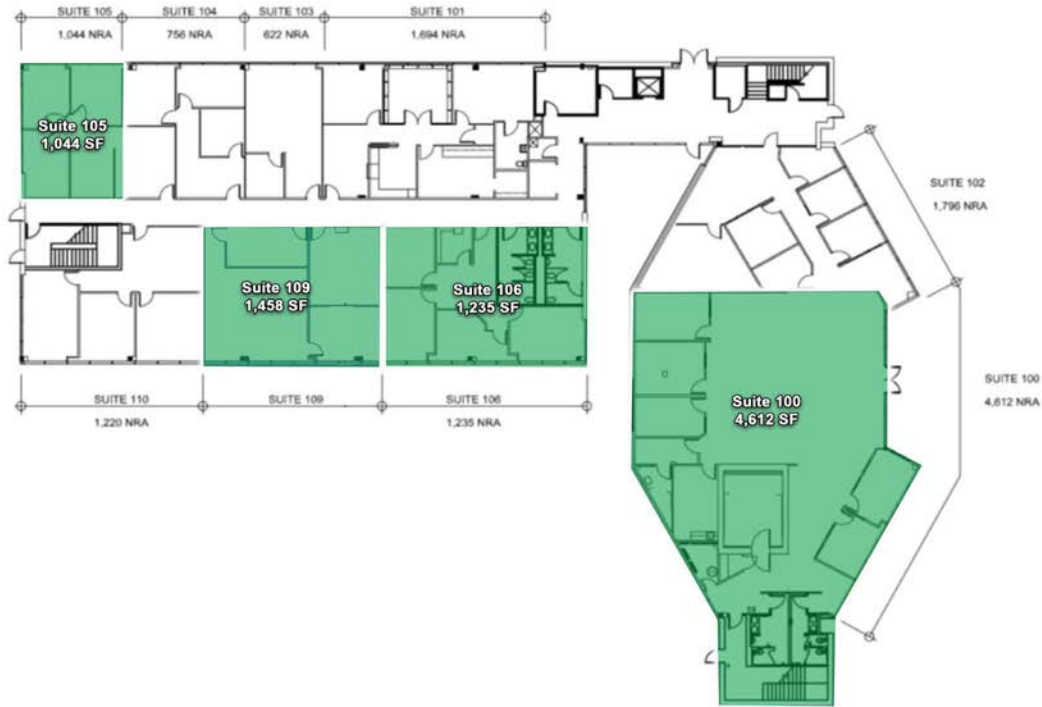 SUITE 105
SUITE 104
SUITE 103
SUITE 101
1,044 NRA
756 NRA
622 NRA
1,694 NRA
Suite 105
1,044 SF
SUITE 102
1,796 NRA
Suite 109
1,458 SF
Suite 106
1,235 SF
SUITE 100
4,612 NRA
Suite 100
4,612 SF
SUITE 110
SUITE 109
SUITE 106
1,220 NRA
1,235 NRA